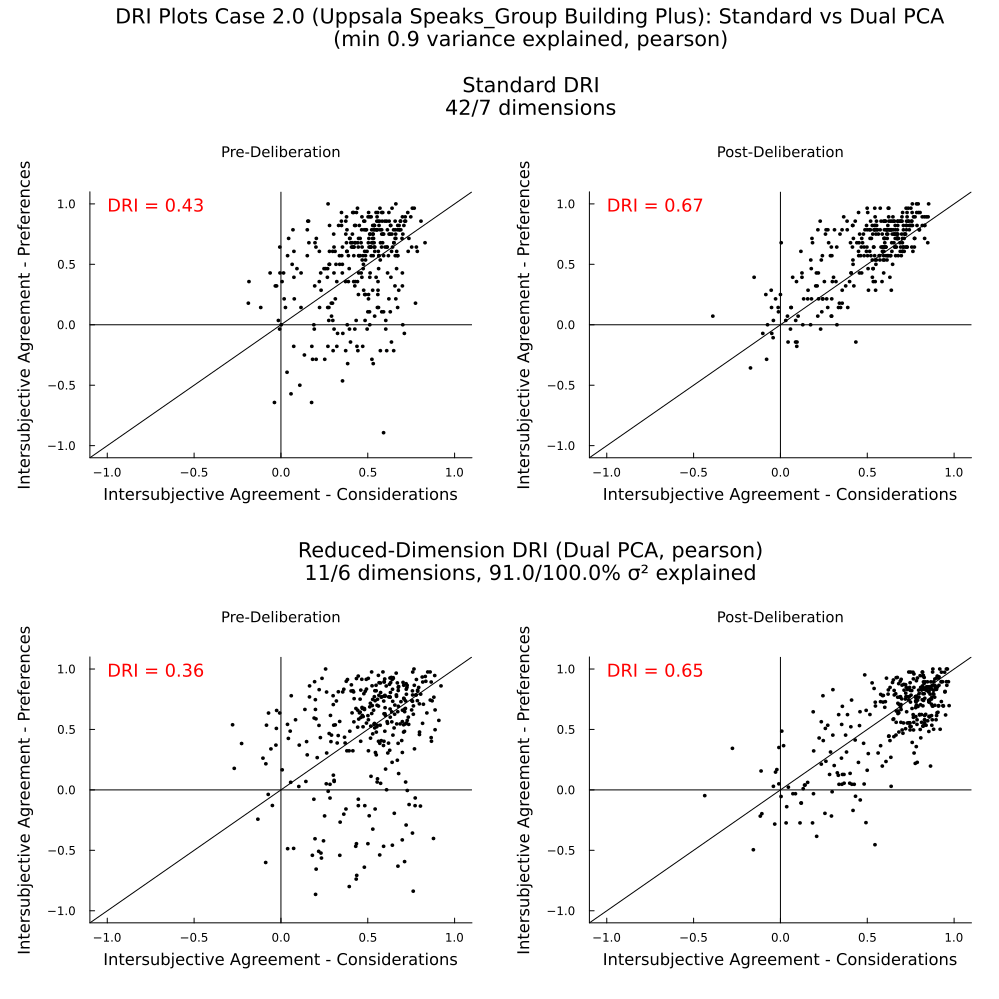 DRI Plots Case 2.0 (Uppsala Speaks_Group Building Plus): Standard vs Dual PCA
(min 0.9 variance explained, pearson)
Standard DRI
42/7 dimensions
Pre-Deliberation
DRI = 0.43
Intersubjective Agreement - Preferences
1.0
0.5
0.0
−0.5
−1.0
−1.0 −0.5 0.0 0.5 1.0
Intersubjective Agreement - Considerations
Post-Deliberation
DRI = 0.67
Intersubjective Agreement - Preferences
1.0
0.5
0.0
−0.5
−1.0
−1.0 −0.5 0.0 0.5 1.0
Intersubjective Agreement - Considerations
Reduced-Dimension DRI (Dual PCA, pearson)
11/6 dimensions, 91.0/100.0% σ² explained
Pre-Deliberation
DRI = 0.36
Intersubjective Agreement - Preferences
1.0
0.5
0.0
−0.5
−1.0
−1.0 −0.5 0.0 0.5 1.0
Intersubjective Agreement - Considerations
Post-Deliberation
DRI = 0.65
Intersubjective Agreement - Preferences
1.0
0.5
0.0
−0.5
−1.0
−1.0 −0.5 0.0 0.5 1.0
Intersubjective Agreement - Considerations